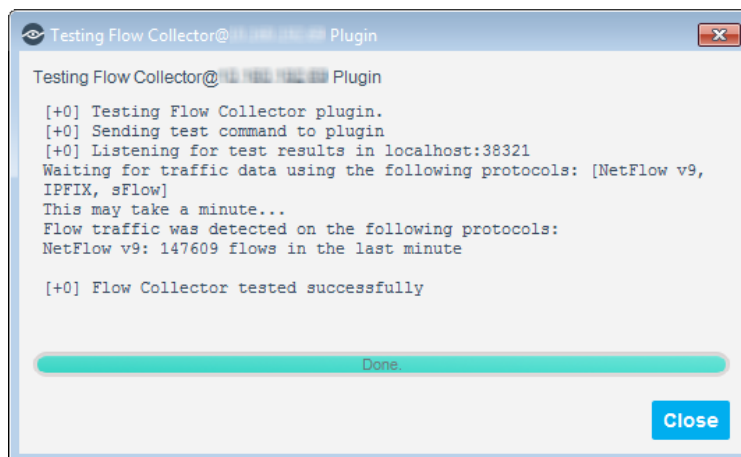 Testing Flow Collector@ Plugin
Testing Flow Collector@ Plugin
[+0] Testing Flow Collector plugin.
[+0] Sending test command to plugin
[+0] Listening for test results in localhost:38321
Waiting for traffic data using the following protocols: [NetFlow v9,
IPFIX, sFlow]
This may take a minute...
Flow traffic was detected on the following protocols:
NetFlow v9: 147609 flows in the last minute
[+0] Flow Collector tested successfully
Done.
Close